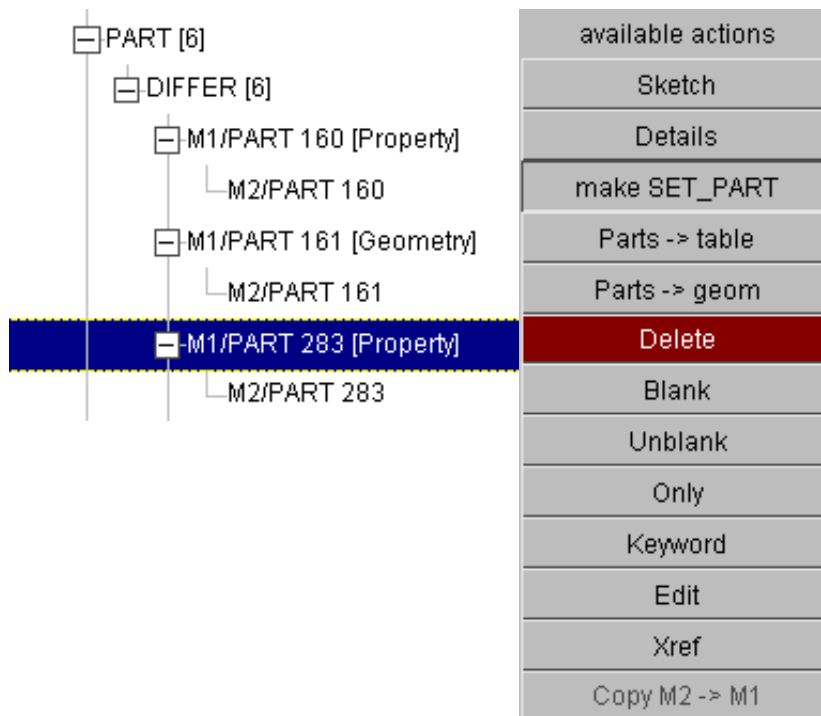 PART [6]
DIFFER [6]
M1/PART 160 [Property]
M2/PART 160
M1/PART 161 [Geometry]
M2/PART 161
M1/PART 283 [Property]
M2/PART 283
available actions
Sketch
Details
make SET_PART
Parts -> table
Parts -> geom
Delete
Blank
Unblank
Only
Keyword
Edit
Xref
Copy M2 -> M1